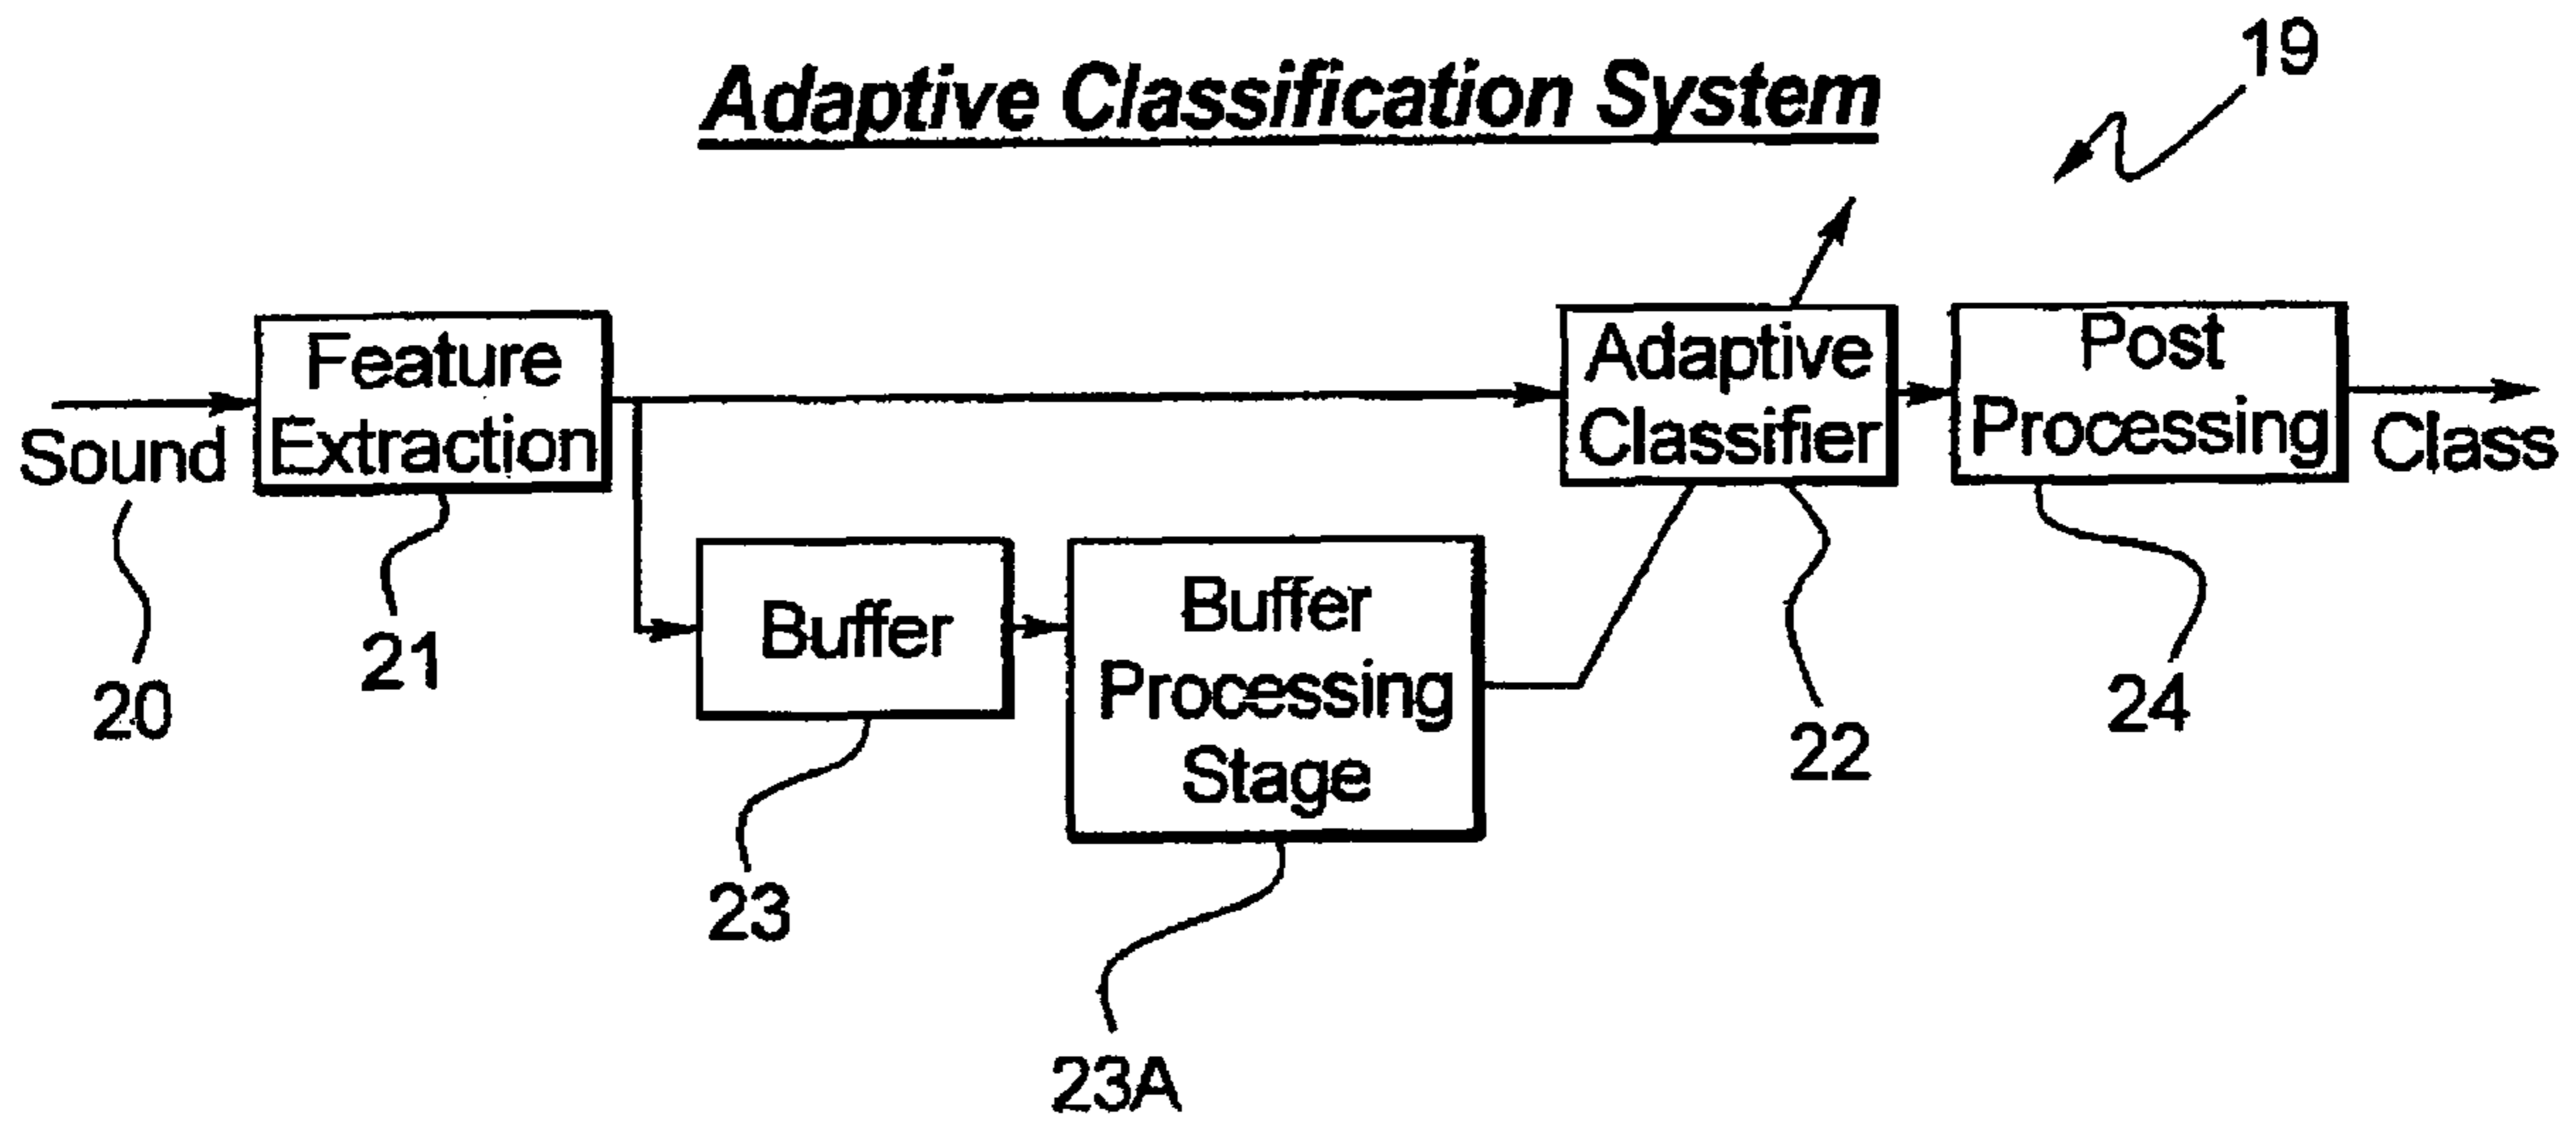 Adaptive Classification System
19
Sound
20
Feature
Extraction
21
Buffer
23
Buffer
Processing
Stage
23A
Adaptive
Classifier
22
Post
Processing
24
Class